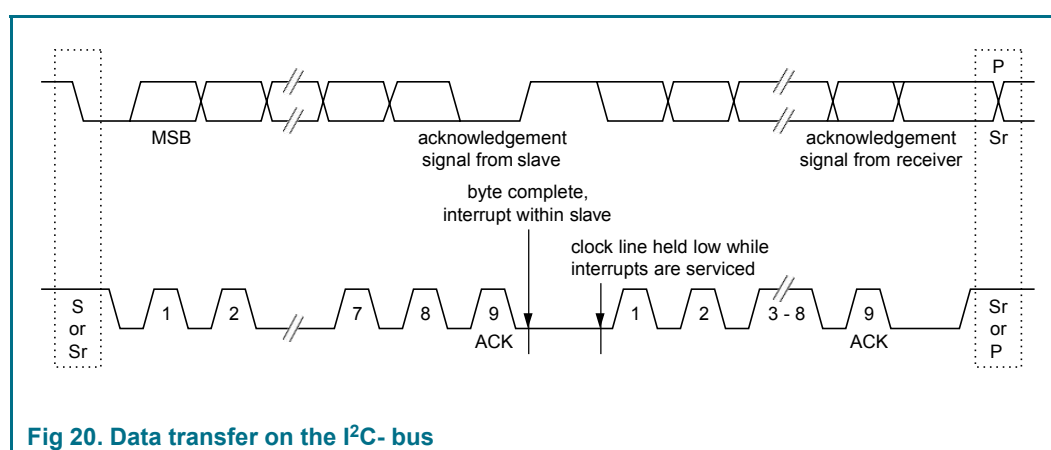 P
MSB
acknowledgement
signal from slave
acknowledgement
signal from receiver
Sr
byte complete,
interrupt within slave
clock line held low while
interrupts are serviced
S
or
Sr
1
2
7
8
9
ACK
1
2
3 - 8
9
ACK
Sr
or
P
Fig 20. Data transfer on the I²C- bus